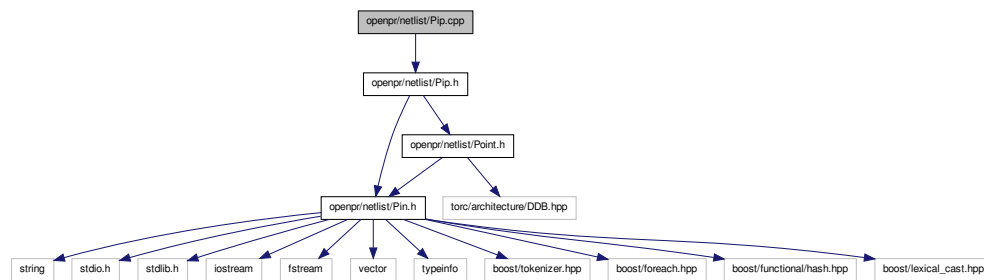 openpr/netlist/Pip.cpp
openpr/netlist/Pip.h
openpr/netlist/Point.h
openpr/netlist/Pin.h torc/architecture/DDB.hpp
string stdio.h stdlib.h iostream fstream vector typeinfo boost/tokenizer.hpp boost/foreach.hpp boost/functional/hash.hpp boost/lexical_cast.hpp